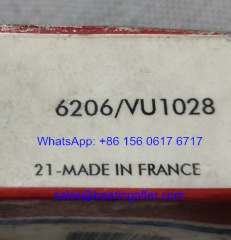 6206/VU1028
WhatsApp: +86 156 0617 6717
21-MADE IN FRANCE